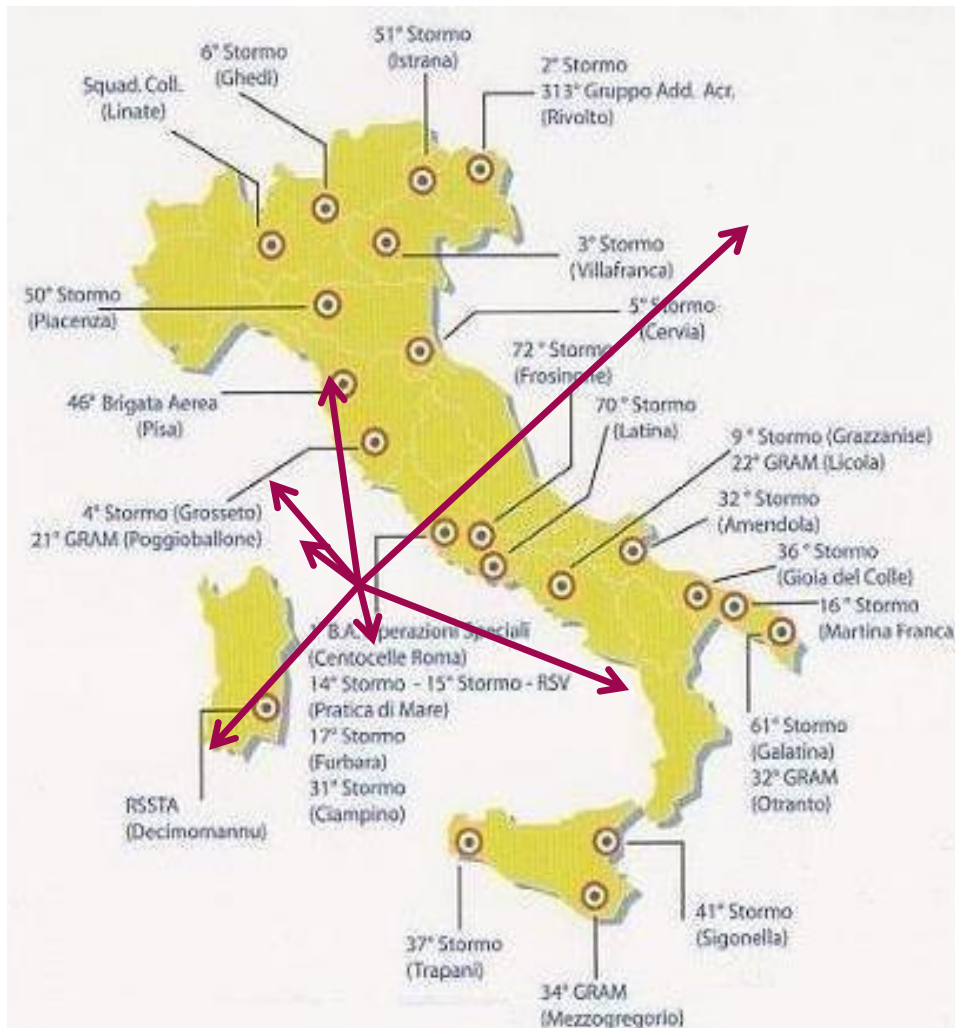 51° Stormo
(Istrana)
6° Stormo
(Ghedi)
2° Stormo
313° Gruppo Add. Acr.
(Rivolto)
Squad. Coll.
(Linate)
3° Stormo
(Villafranca)
50° Stormo
(Piacenza)
5° Stormo
(Cervia)
72° Stormo
(Frosinone)
46° Brigata Aerea
(Pisa)
70° Stormo
(Latina)
9° Stormo (Grazzanise)
22° GRAM (Licola)
4° Stormo (Grosseto)
21° GRAM (Poggioballone)
32° Stormo
(Amendola)
36° Stormo
(Gioia del Colle)
16° Stormo
(Martina Franca)
B.A. Operazioni Speciali
(Centocelle Roma)
14° Stormo - 15° Stormo - RSV
(Pratica di Mare)
17° Stormo
(Furbara)
31° Stormo
(Ciampino)
61° Stormo
(Galatina)
32° GRAM
(Otranto)
RSSTA
(Decimomannu)
41° Stormo
(Sigonella)
37° Stormo
(Trapani)
34° GRAM
(Mezzogregorio)